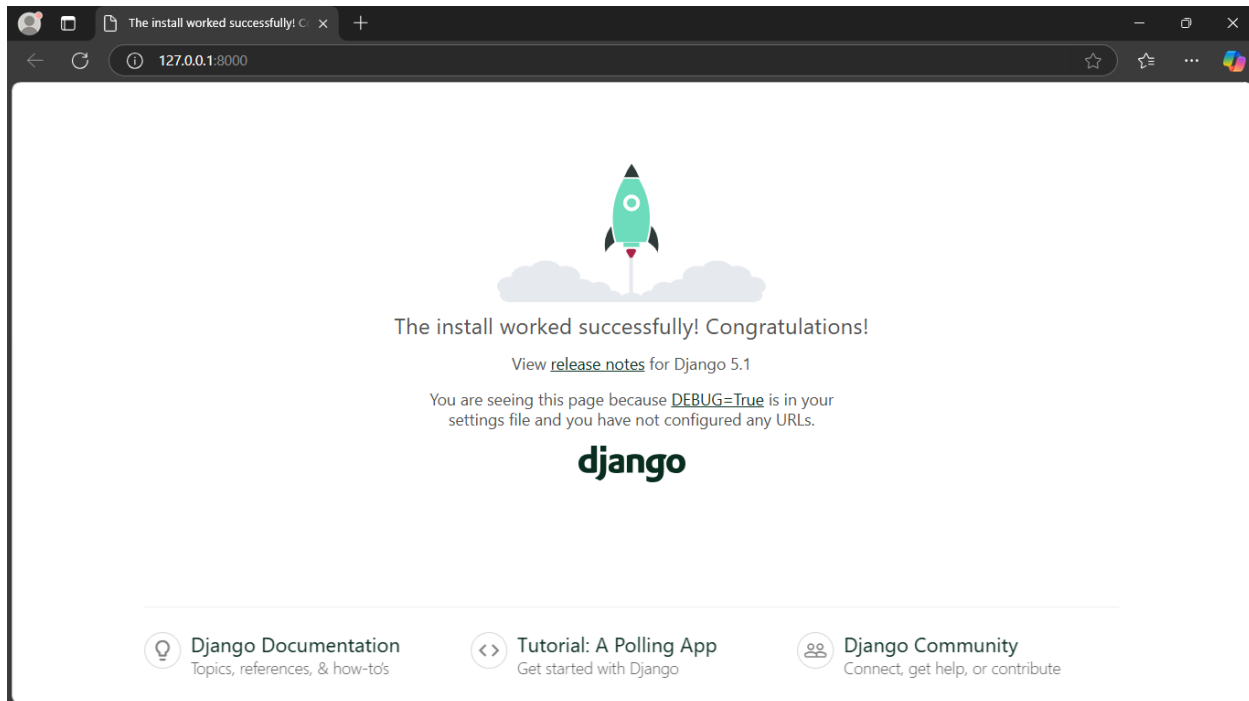 The install worked successfully! C
127.0.0.1:8000
The install worked successfully! Congratulations!
View release notes for Django 5.1
You are seeing this page because DEBUG=True is in your
settings file and you have not configured any URLs.
django
Django Documentation
Topics, references, & how-to's
Tutorial: A Polling App
Get started with Django
Django Community
Connect, get help, or contribute